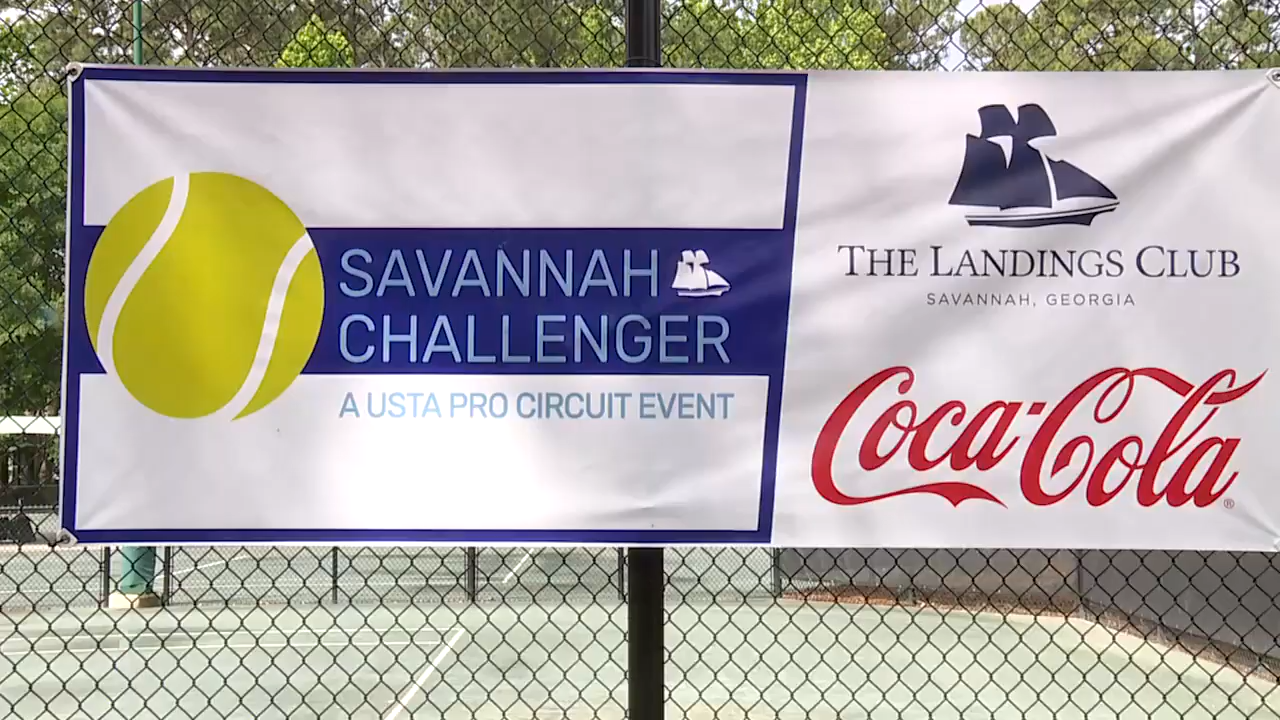 SAVANNAH
CHALLENGER
A USTA PRO CIRCUIT EVENT
THE LANDINGS CLUB
SAVANNAH, GEORGIA
Coca-Cola®